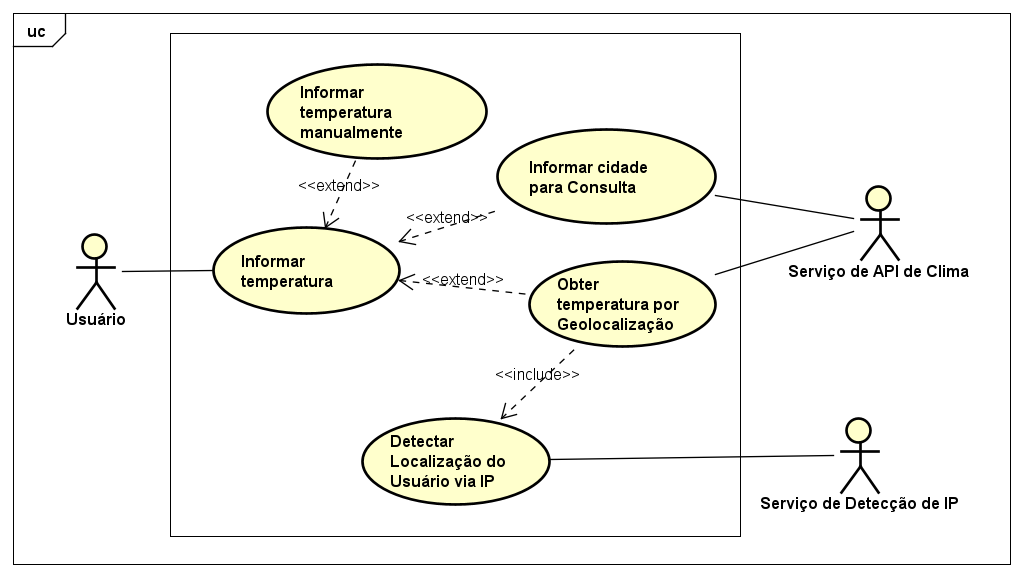 uc
Informar
temperatura
manualmente
<<extend>>
Informar cidade
para Consulta
<<extend>>
Informar
temperatura
<<extend>>
Obter
temperatura por
Geolocalização
<<include>>
Detectar
Localização do
Usuário via IP
Usuário
Serviço de API de Clima
Serviço de Detecção de IP